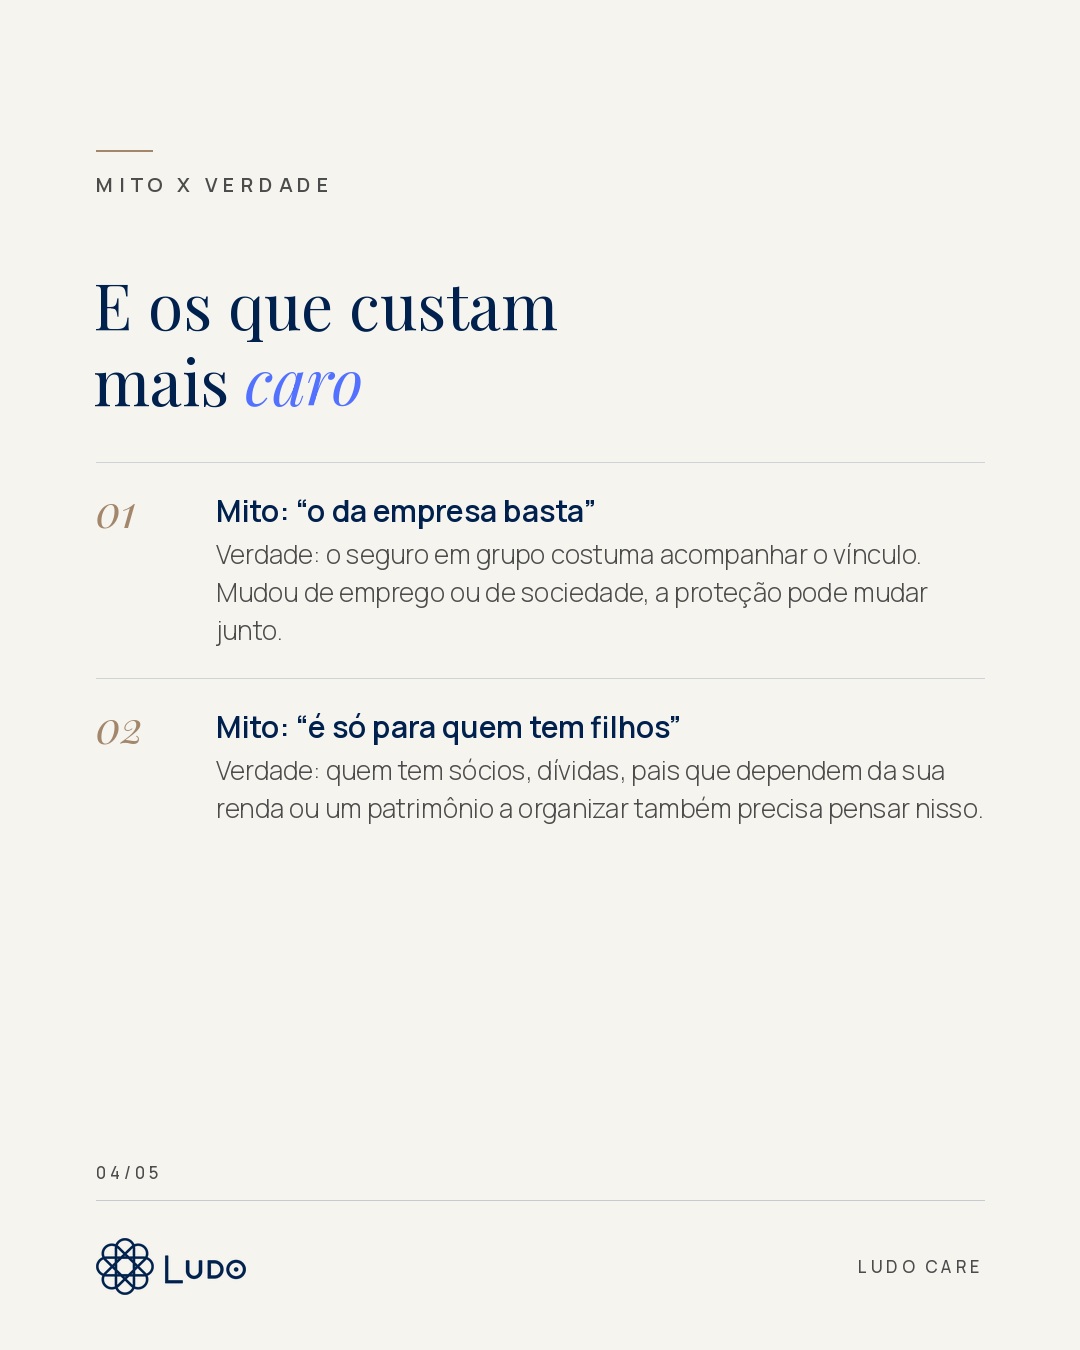 MITO X VERDADE
E os que custam
mais caro
01
Mito: “o da empresa basta”
Verdade: o seguro em grupo costuma acompanhar o vínculo.
Mudou de emprego ou de sociedade, a proteção pode mudar
junto.
02
Mito: “é só para quem tem filhos”
Verdade: quem tem sócios, dívidas, pais que dependem da sua
renda ou um patrimônio a organizar também precisa pensar nisso.
04/05
LUDO
LUDO CARE